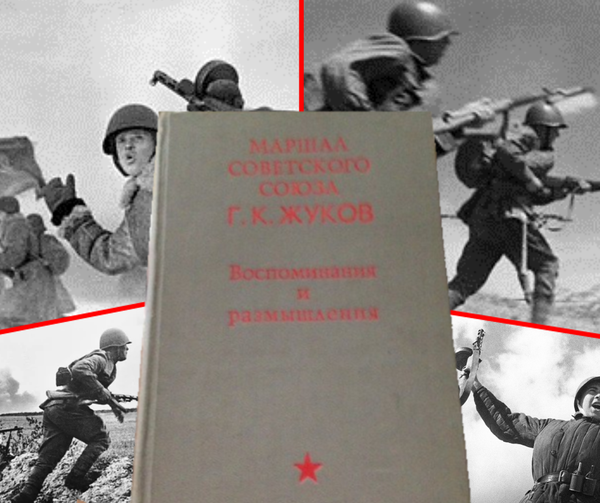 МАРШАЛ
СОВЕТСКОГО
СОЮЗА
Г. К. ЖУКОВ
Воспоминания
и
размышления